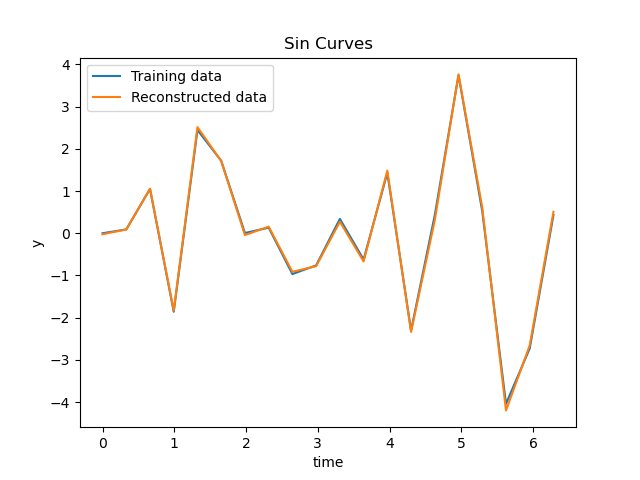 Sin Curves
Training data
Reconstructed data
4
3
2
1
0
−1
−2
−3
−4
y
0 1 2 3 4 5 6
time